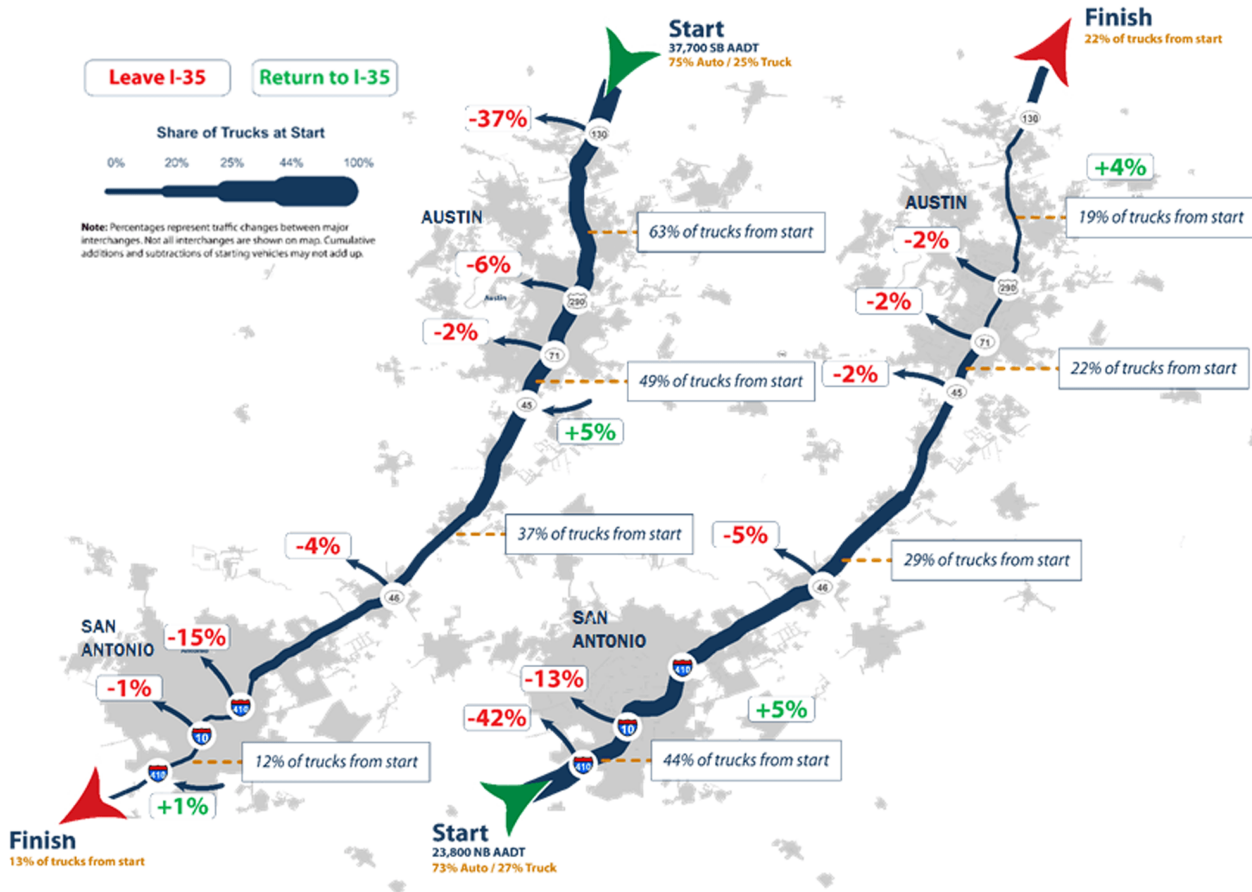 Leave I-35
Return to I-35
Share of Trucks at Start
0% 20% 25% 44% 100%
Note: Percentages represent traffic changes between major
interchanges. Not all interchanges are shown on map. Cumulative
additions and subtractions of starting vehicles may not add up.
Start
37,700 SB AADT
75% Auto / 25% Truck
-37%
130
AUSTIN
63% of trucks from start
-6%
290
Austin
-2%
71
49% of trucks from start
45
+5%
37% of trucks from start
-4%
46
SAN
ANTONIO
-15%
-1%
410
10
12% of trucks from start
410
+1%
Finish
13% of trucks from start
Finish
22% of trucks from start
130
+4%
AUSTIN
19% of trucks from start
-2%
290
-2%
71
22% of trucks from start
-2%
45
-5%
29% of trucks from start
46
SAN
ANTONIO
410
-13%
+5%
-42%
10
44% of trucks from start
410
Start
23,800 NB AADT
73% Auto / 27% Truck